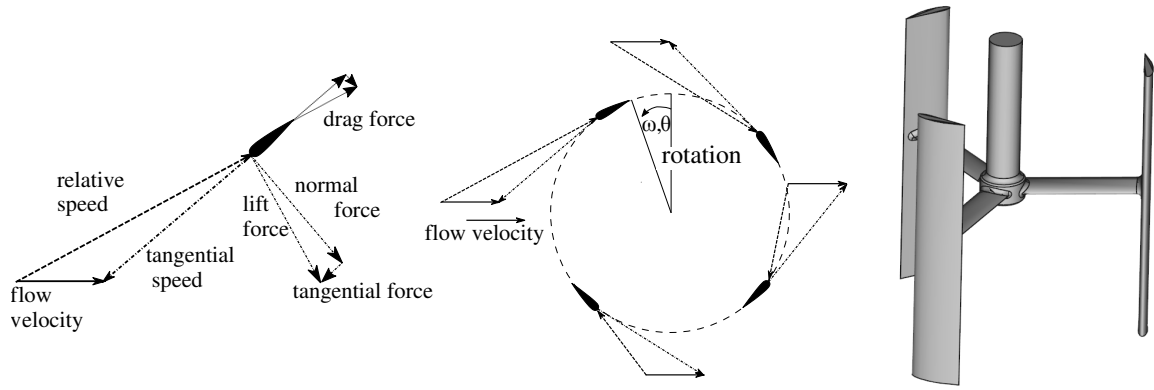 drag force
relative
speed
normal
force
lift
force
tangential
speed
tangential force
flow
velocity
ω,θ
rotation
flow velocity